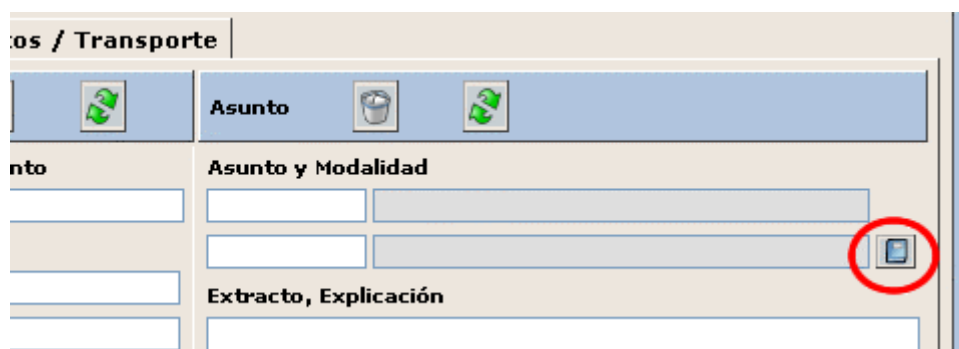 tos / Transporte
Asunto
nto
Asunto y Modalidad
Extracto, Explicación